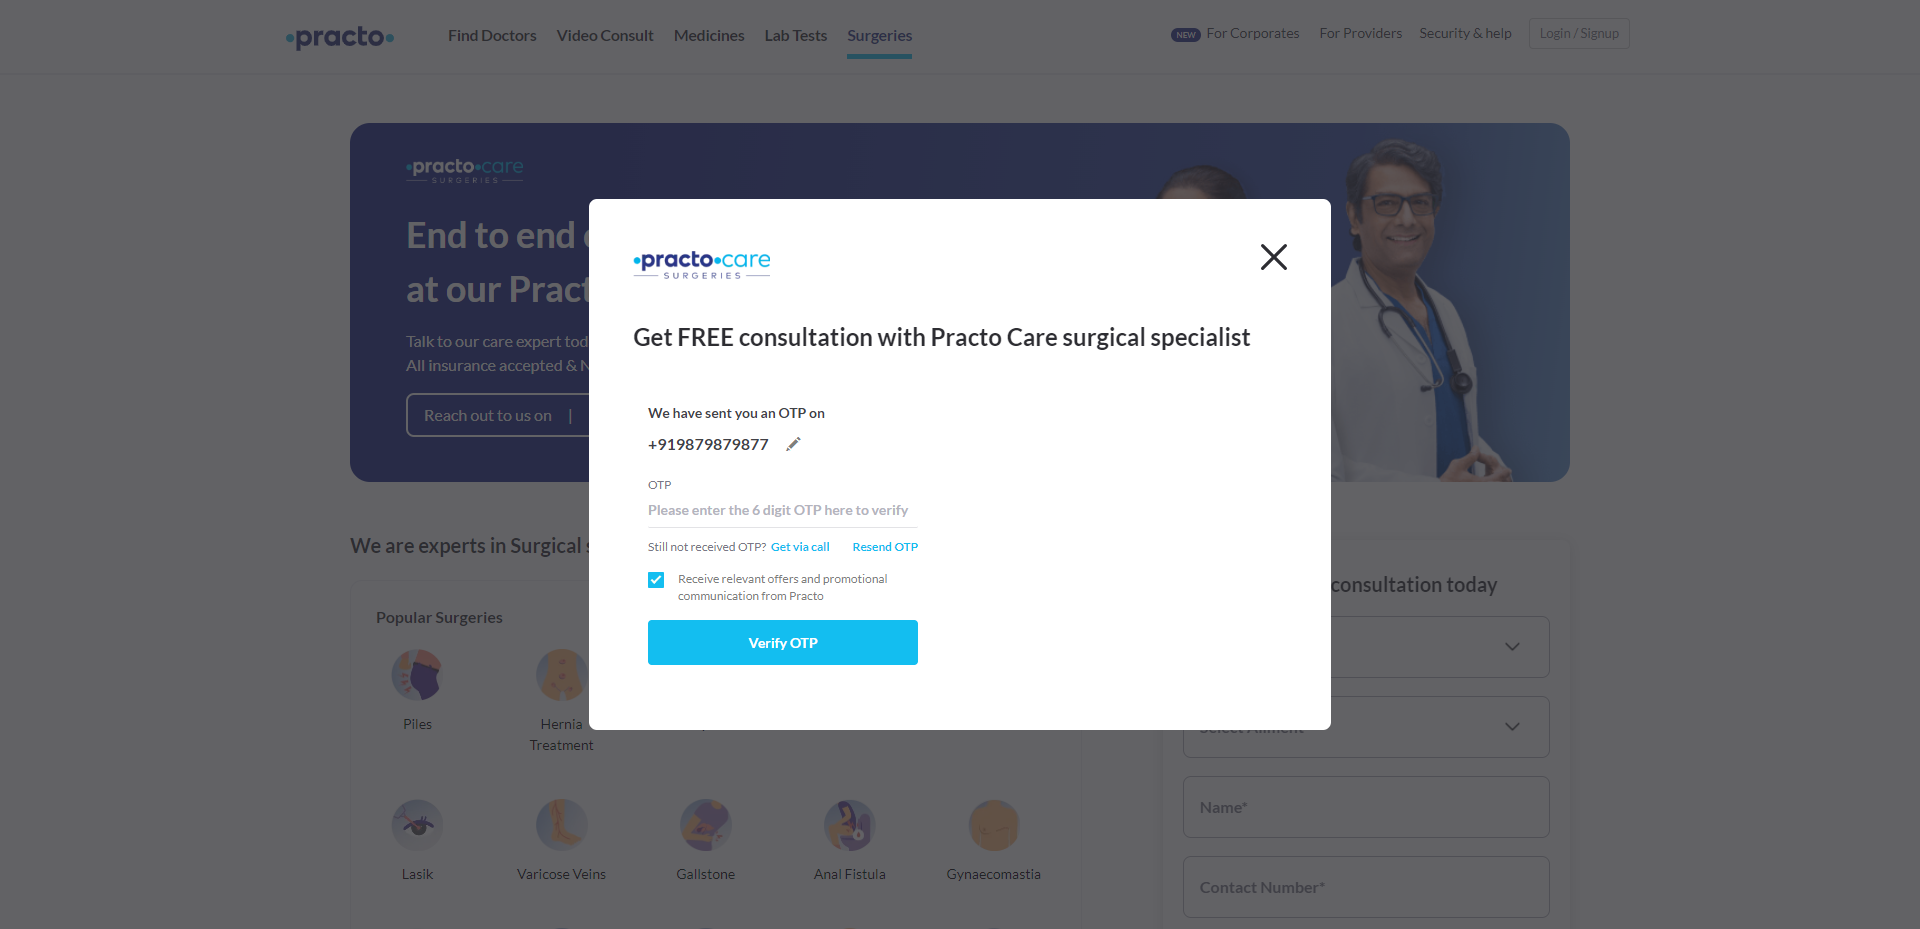 practo
Find Doctors
Video Consult
Medicines
Lab Tests
Surgeries
NEW For Corporates
For Providers
Security & help
Login / Signup
practo care
SURGERIES
End to end
at our Pract
Talk to our care expert tod
All insurance accepted &
Reach out to us on |
practo care
SURGERIES
Get FREE consultation with Practo Care surgical specialist
We have sent you an OTP on
+919879879877
OTP
Please enter the 6 digit OTP here to verify
Still not received OTP? Get via call
Resend OTP
Receive relevant offers and promotional
communication from Practo
Verify OTP
We are experts in Surgical
Popular Surgeries
Piles
Hernia
Treatment
Lasik
Varicose Veins
Gallstone
Anal Fistula
Gynaecomastia
consultation today
Select Ailment
Name*
Contact Number*